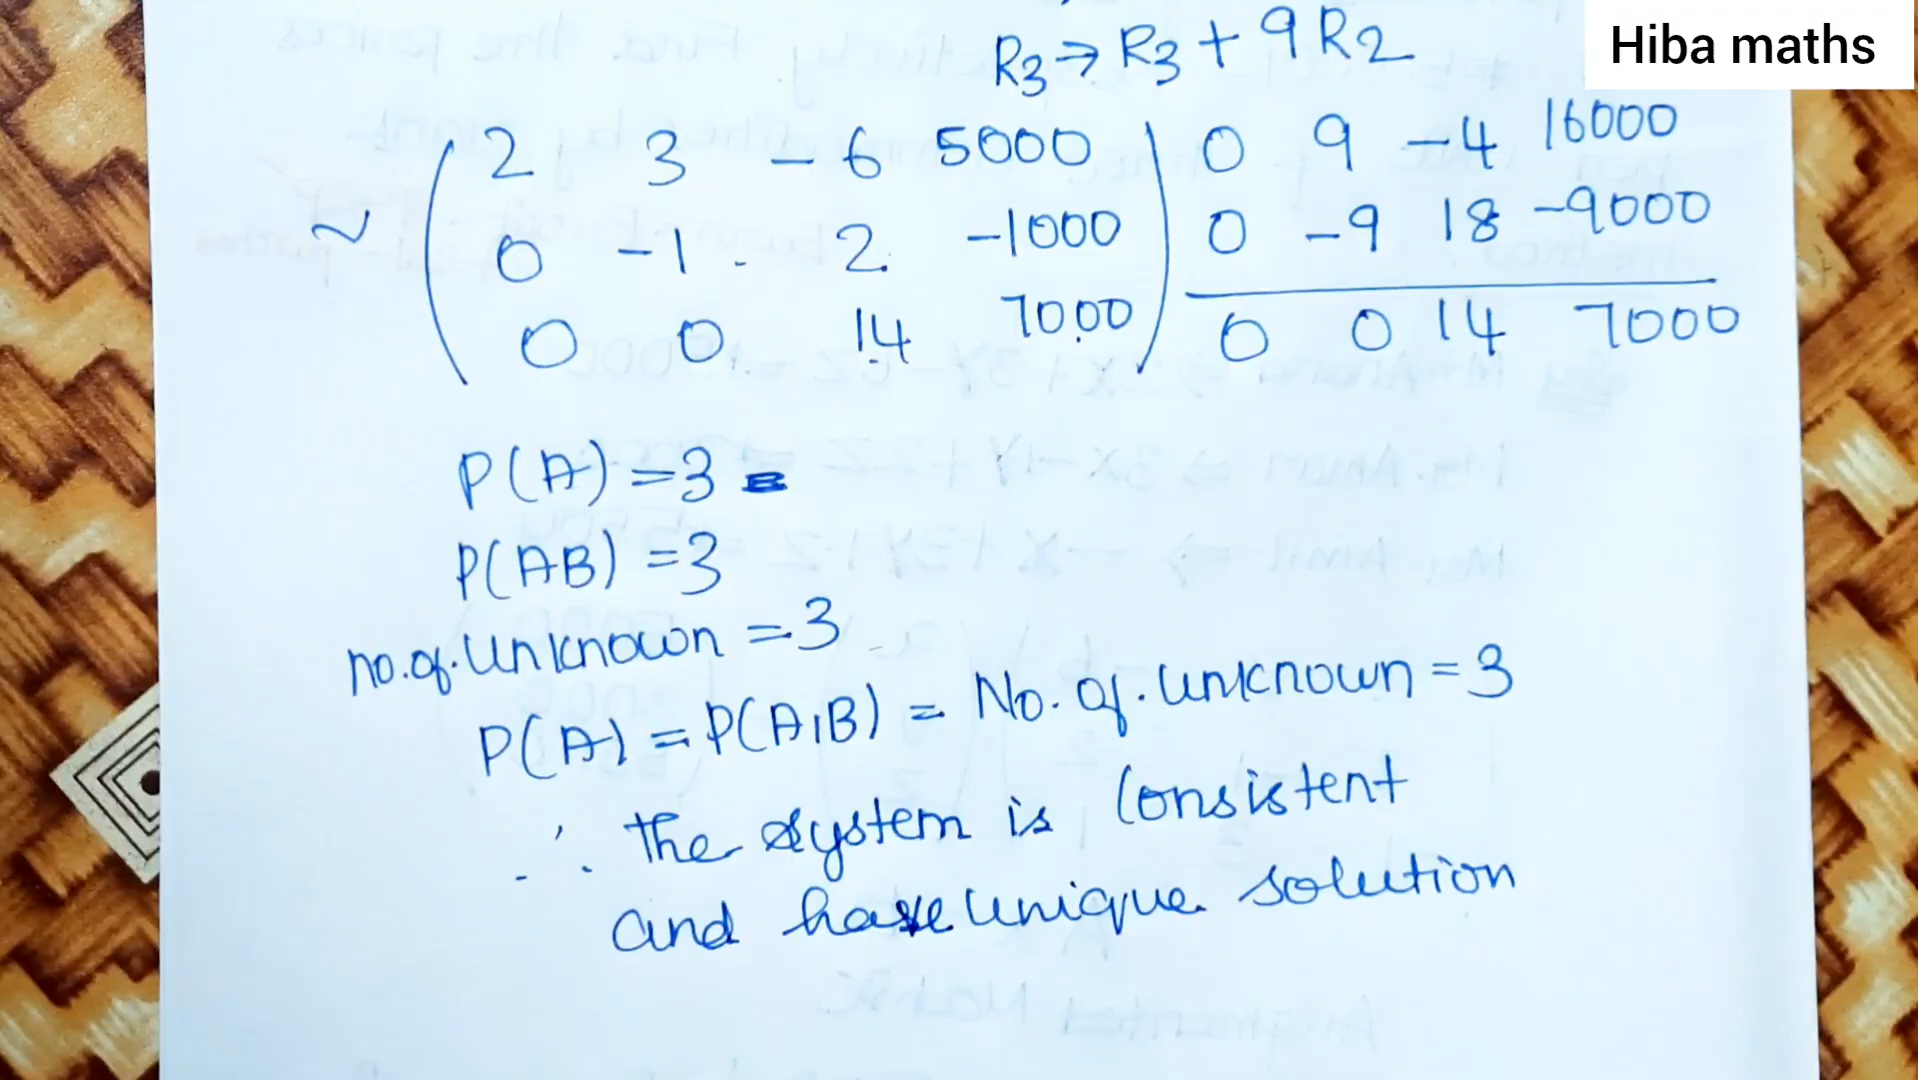 Hiba maths
R3 → R3 + 9R2
2 3 -6 5000 0 9 -4 16000
~ 0 -1 2 -1000 0 -9 18 -9000
0 0 14 7000 0 0 14 7000
P(A) = 3
P(AB) = 3
no.of.unknown = 3
P(A) = P(A,B) = No. of. unknown = 3
∴ the system is Consistent
and have unique solution